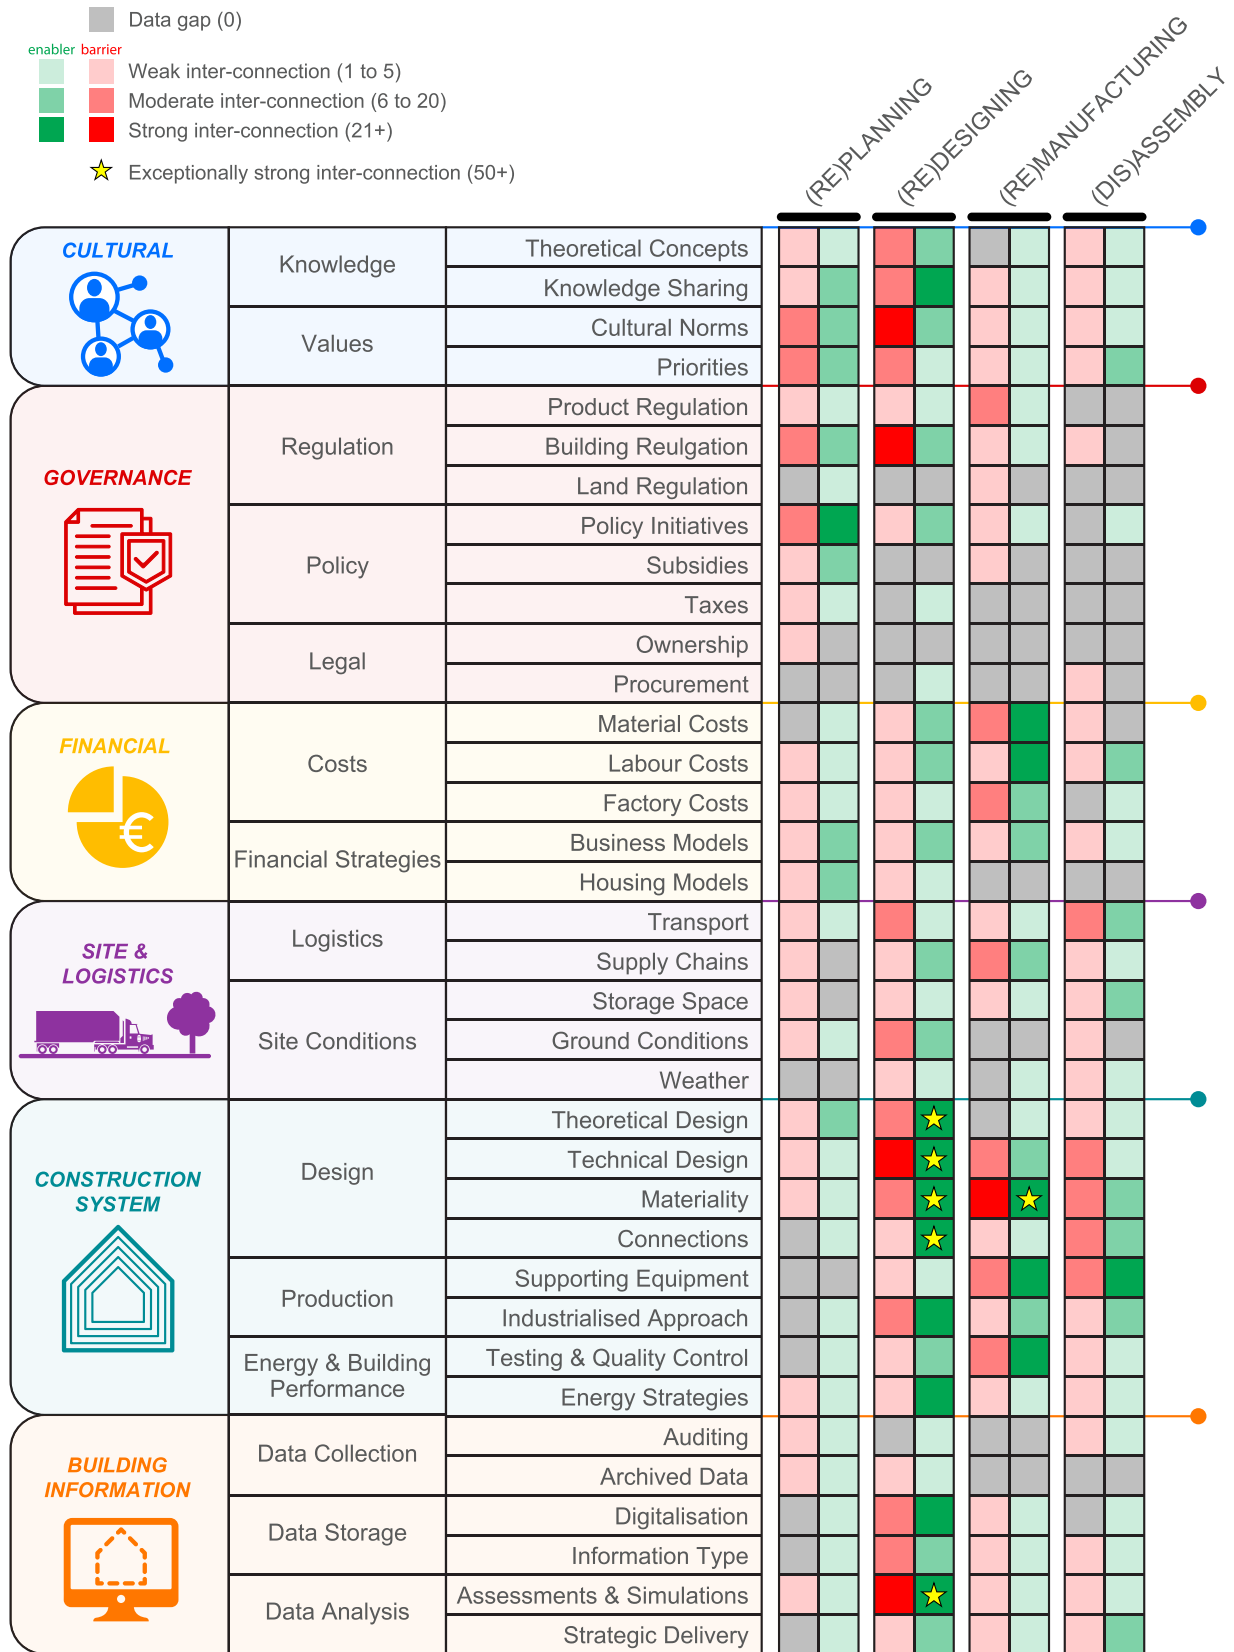 Data gap (0)
enabler barrier
Weak inter-connection (1 to 5)
Moderate inter-connection (6 to 20)
Strong inter-connection (21+)
Exceptionally strong inter-connection (50+)
(RE)PLANNING
(RE)DESIGNING
(RE)MANUFACTURING
(DIS)ASSEMBLY
CULTURAL
Knowledge
Theoretical Concepts
Knowledge Sharing
Values
Cultural Norms
Priorities
GOVERNANCE
Regulation
Product Regulation
Building Reulgation
Land Regulation
Policy
Policy Initiatives
Subsidies
Taxes
Legal
Ownership
Procurement
FINANCIAL
€
Costs
Material Costs
Labour Costs
Factory Costs
Financial Strategies
Business Models
Housing Models
SITE &
LOGISTICS
Logistics
Transport
Supply Chains
Site Conditions
Storage Space
Ground Conditions
Weather
CONSTRUCTION
SYSTEM
Design
Theoretical Design
Technical Design
Materiality
Connections
Production
Supporting Equipment
Industrialised Approach
Energy & Building
Performance
Testing & Quality Control
Energy Strategies
BUILDING
INFORMATION
Data Collection
Auditing
Archived Data
Data Storage
Digitalisation
Information Type
Data Analysis
Assessments & Simulations
Strategic Delivery